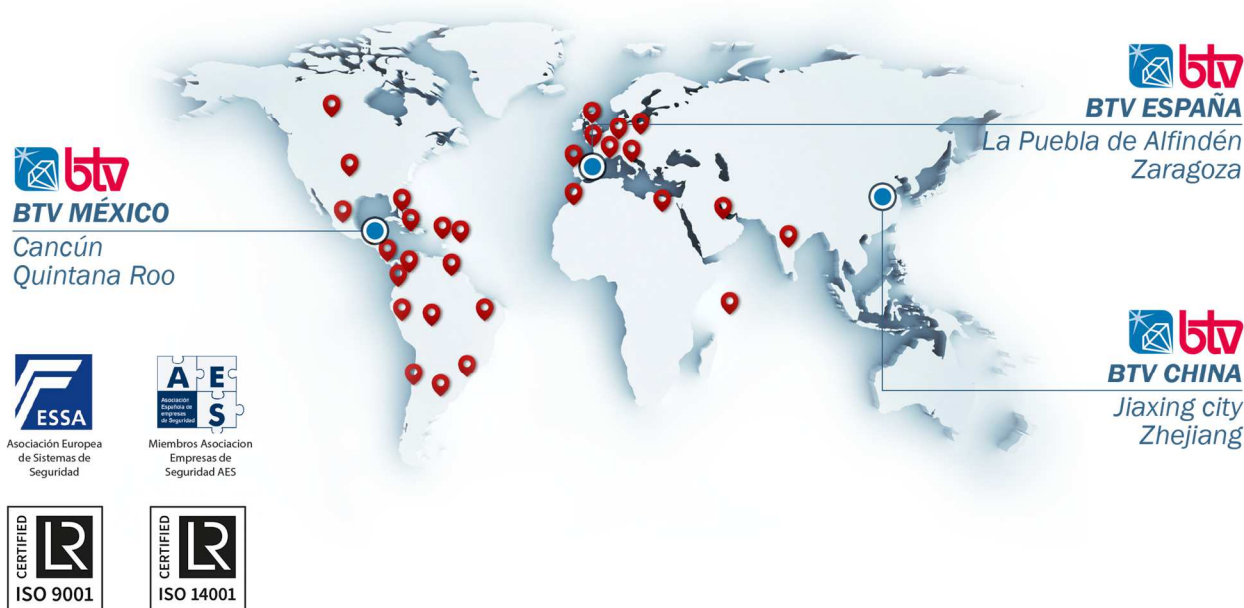 btv
BTV ESPAÑA
La Puebla de Alfindén
Zaragoza
btv
BTV MÉXICO
Cancún
Quintana Roo
btv
BTV CHINA
Jiaxing city
Zhejiang
ESSA
Asociación Europea
de Sistemas de
Seguridad
A E
S
Asociación
Española de
empresas
de Seguridad
Miembros Asociacion
Empresas de
Seguridad AES
CERTIFIED
LR
ISO 9001
CERTIFIED
LR
ISO 14001